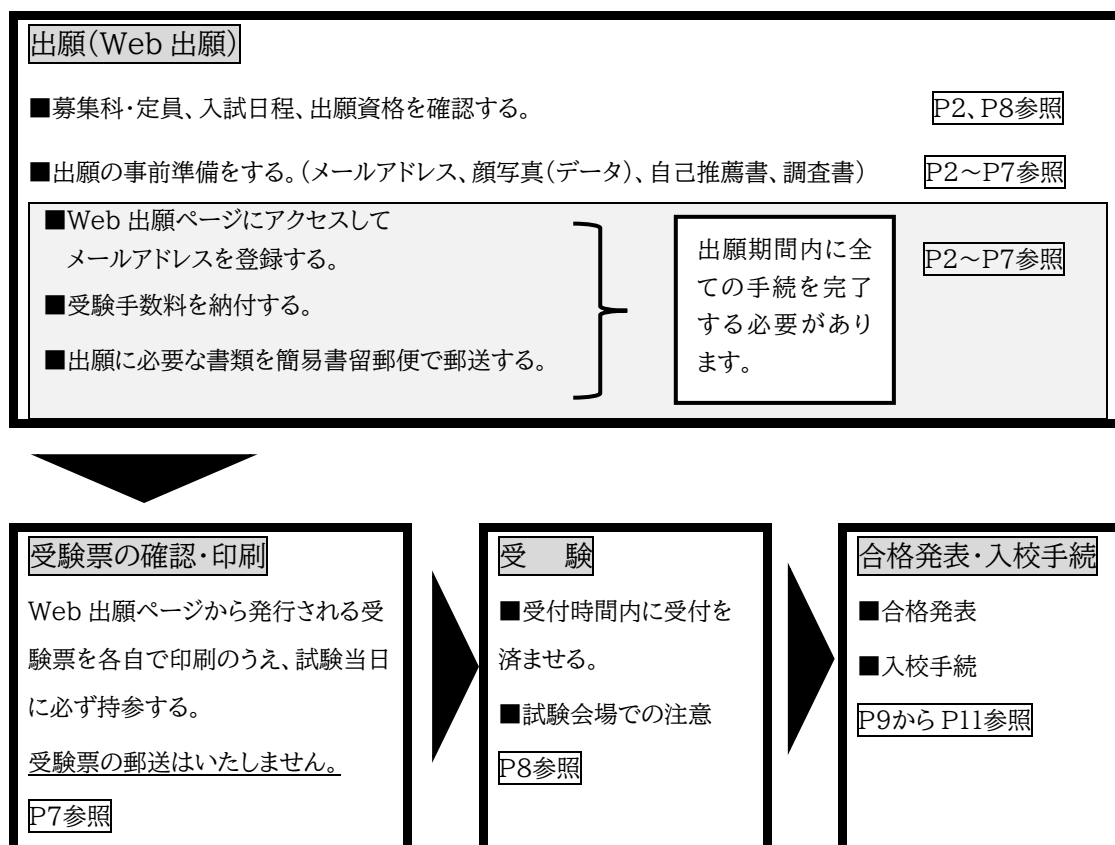 出願(Web 出願)
■募集科・定員、入試日程、出願資格を確認する。 P2、P8参照
■出願の事前準備をする。(メールアドレス、顔写真(データ)、自己推薦書、調査書) P2～P7参照
■Web 出願ページにアクセスして
メールアドレスを登録する。
■受験手数料を納付する。
■出願に必要な書類を簡易書留郵便で郵送する。
出願期間内に全
ての手続を完了
する必要があり
ます。
P2～P7参照
受験票の確認・印刷
Web 出願ページから発行される受
験票を各自で印刷のうえ、試験当日
に必ず持参する。
受験票の郵送はいたしません。
P7参照
受　験
■受付時間内に受付を
済ませる。
■試験会場での注意
P8参照
合格発表・入校手続
■合格発表
■入校手続
P9から P11参照